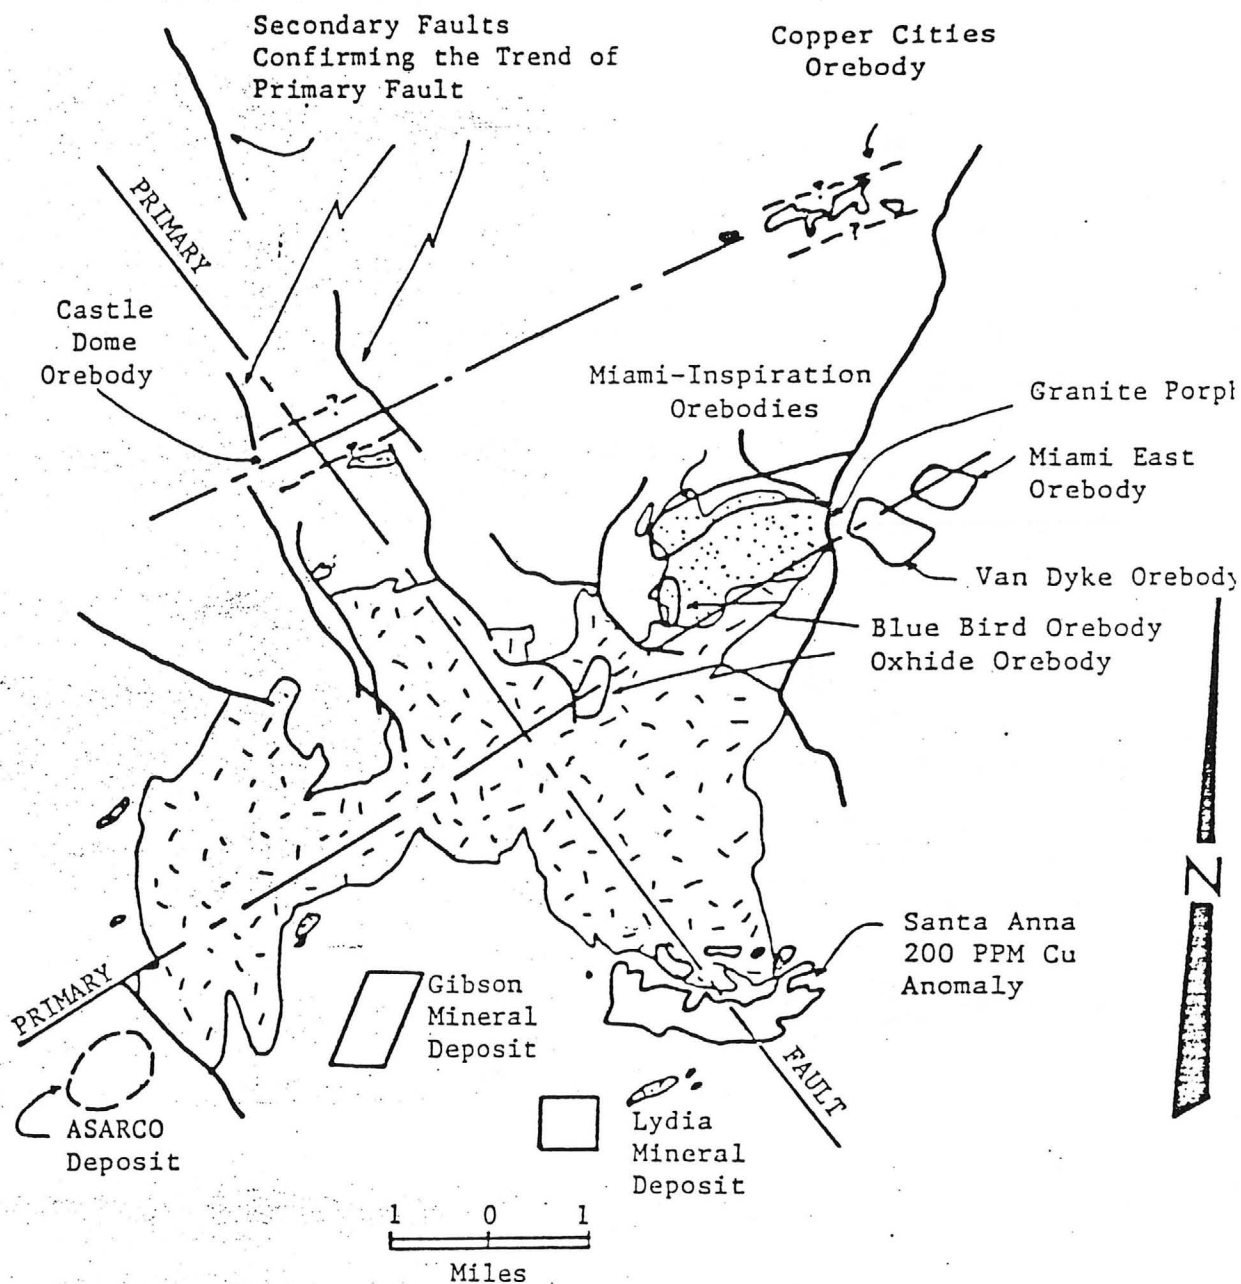 Secondary Faults
Confirming the Trend of
Primary Fault
Copper Cities
Orebody
PRIMARY
Castle
Dome
Orebody
Miami-Inspiration
Orebodies
Granite Porph
Miami East
Orebody
Van Dyke Orebody
Blue Bird Orebody
Oxhide Orebody
N
Santa Anna
200 PPM Cu
Anomaly
PRIMARY
Gibson
Mineral
Deposit
FAULT
ASARCO
Deposit
Lydia
Mineral
Deposit
1 0 1
Miles
?
?
?